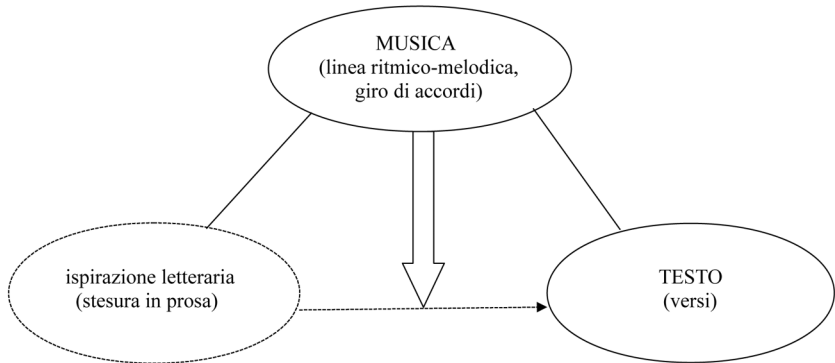 MUSICA
(linea ritmico-melodica,
giro di accordi)
ispirazione letteraria
(stesura in prosa)
TESTO
(versi)